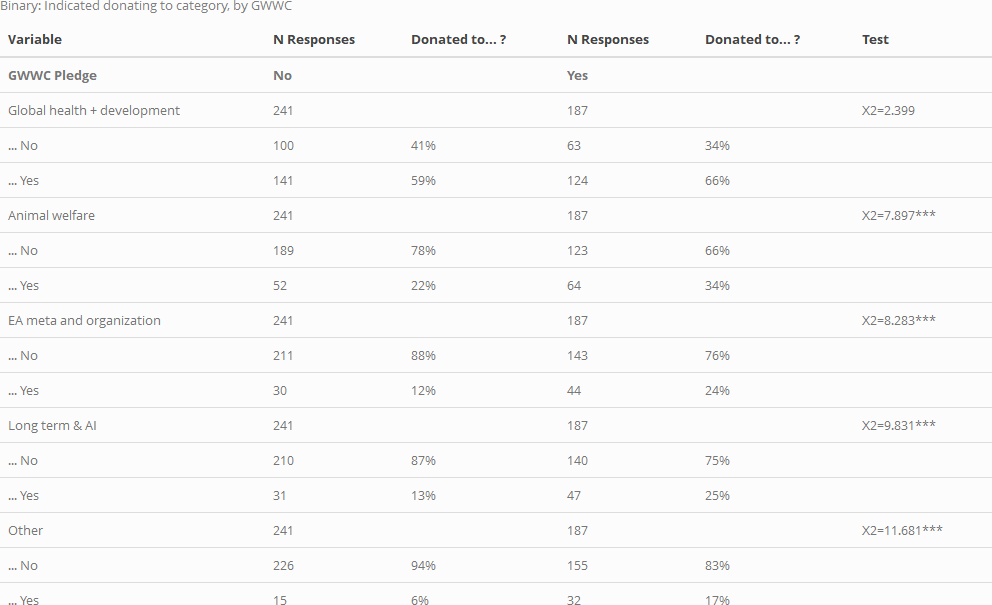 Binary: Indicated donating to category, by GWWC
Variable N Responses Donated to... ? N Responses Donated to... ? Test
GWWC Pledge No Yes
Global health + development 241 187 X2=2.399
... No 100 41% 63 34%
... Yes 141 59% 124 66%
Animal welfare 241 187 X2=7.897***
... No 189 78% 123 66%
... Yes 52 22% 64 34%
EA meta and organization 241 187 X2=8.283***
... No 211 88% 143 76%
... Yes 30 12% 44 24%
Long term & AI 241 187 X2=9.831***
... No 210 87% 140 75%
... Yes 31 13% 47 25%
Other 241 187 X2=11.681***
... No 226 94% 155 83%
... Yes 15 6% 32 17%